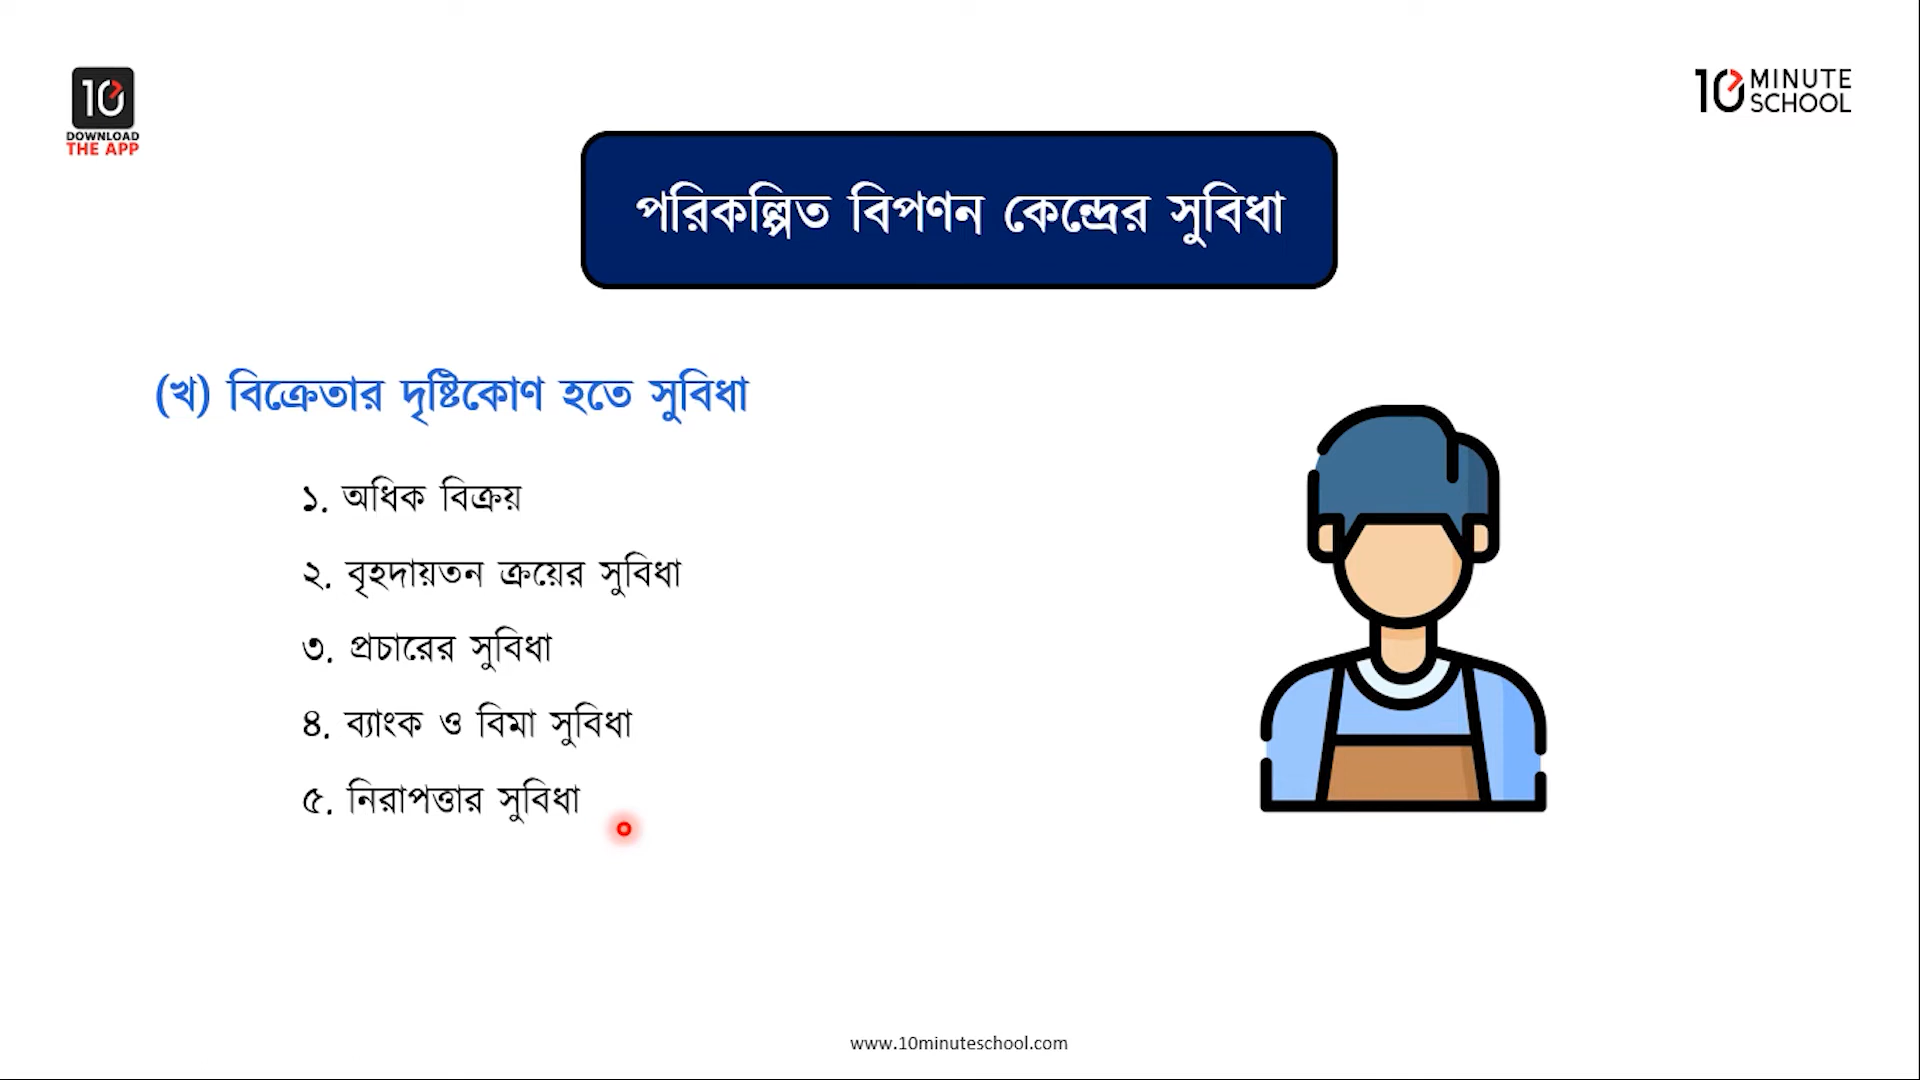 10
DOWNLOAD
THE APP
10 MINUTE
SCHOOL
পরিকল্পিত বিপণন কেন্দ্রের সুবিধা
(খ) বিক্রেতার দৃষ্টিকোণ হতে সুবিধা
১. অধিক বিক্রয়
২. বৃহদায়তন ক্রয়ের সুবিধা
৩. প্রচারের সুবিধা
৪. ব্যাংক ও বিমা সুবিধা
৫. নিরাপত্তার সুবিধা
www.10minuteschool.com